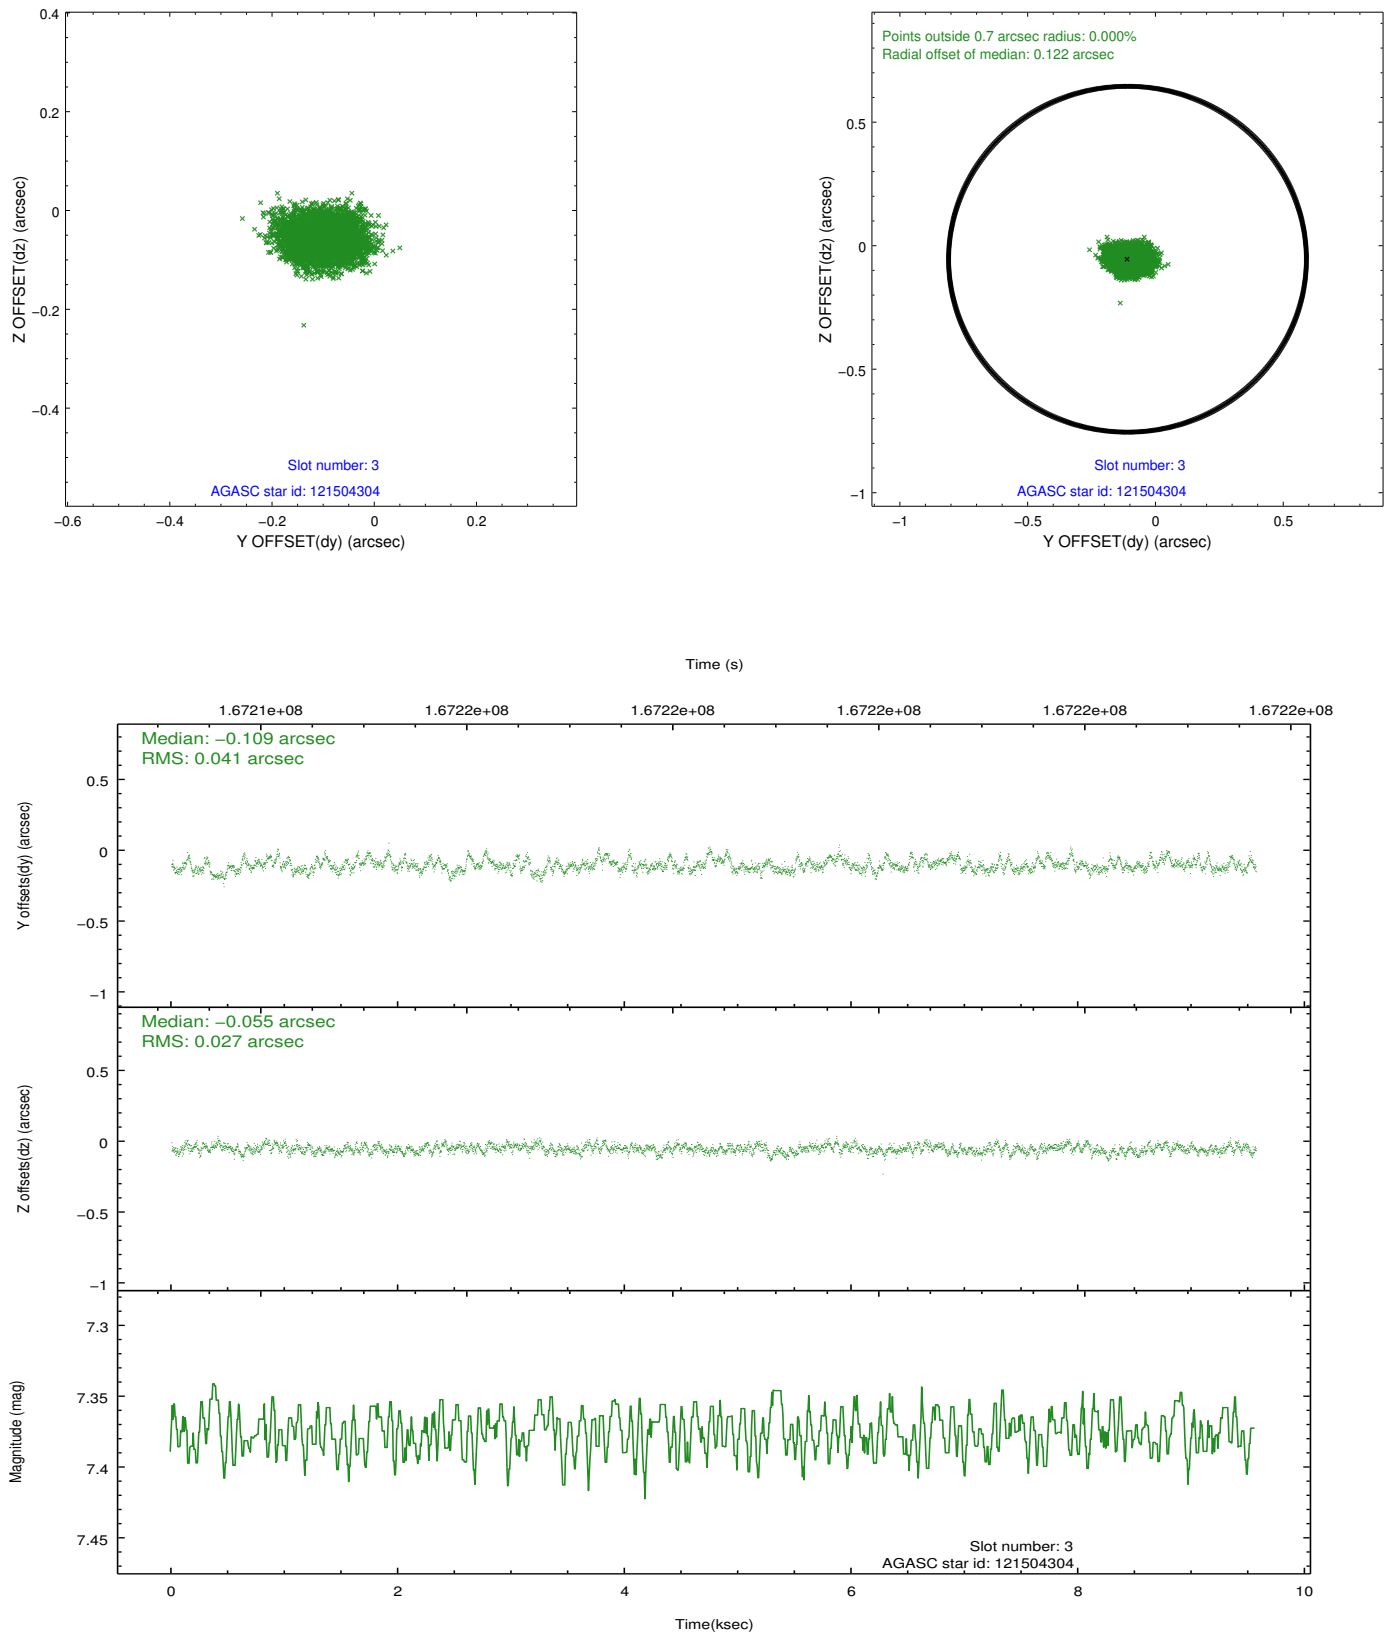 0.4
0.2
0
−0.2
−0.4
Z OFFSET(dz) (arcsec)
Slot number: 3
AGASC star id: 121504304
−0.6 −0.4 −0.2 0 0.2
Y OFFSET(dy) (arcsec)
Points outside 0.7 arcsec radius: 0.000%
Radial offset of median: 0.122 arcsec
0.5
0
−0.5
−1
Z OFFSET(dz) (arcsec)
Slot number: 3
AGASC star id: 121504304
−1 −0.5 0 0.5
Y OFFSET(dy) (arcsec)
Time (s)
1.6721e+08 1.6722e+08 1.6722e+08 1.6722e+08 1.6722e+08 1.6722e+08
Median: −0.109 arcsec
RMS: 0.041 arcsec
0.5
0
−0.5
−1
Y offsets(dy) (arcsec)
Median: −0.055 arcsec
RMS: 0.027 arcsec
0.5
0
−0.5
−1
Z offsets(dz) (arcsec)
7.3
7.35
7.4
7.45
Magnitude (mag)
Slot number: 3
AGASC star id: 121504304
0 2 4 6 8 10
Time(ksec)